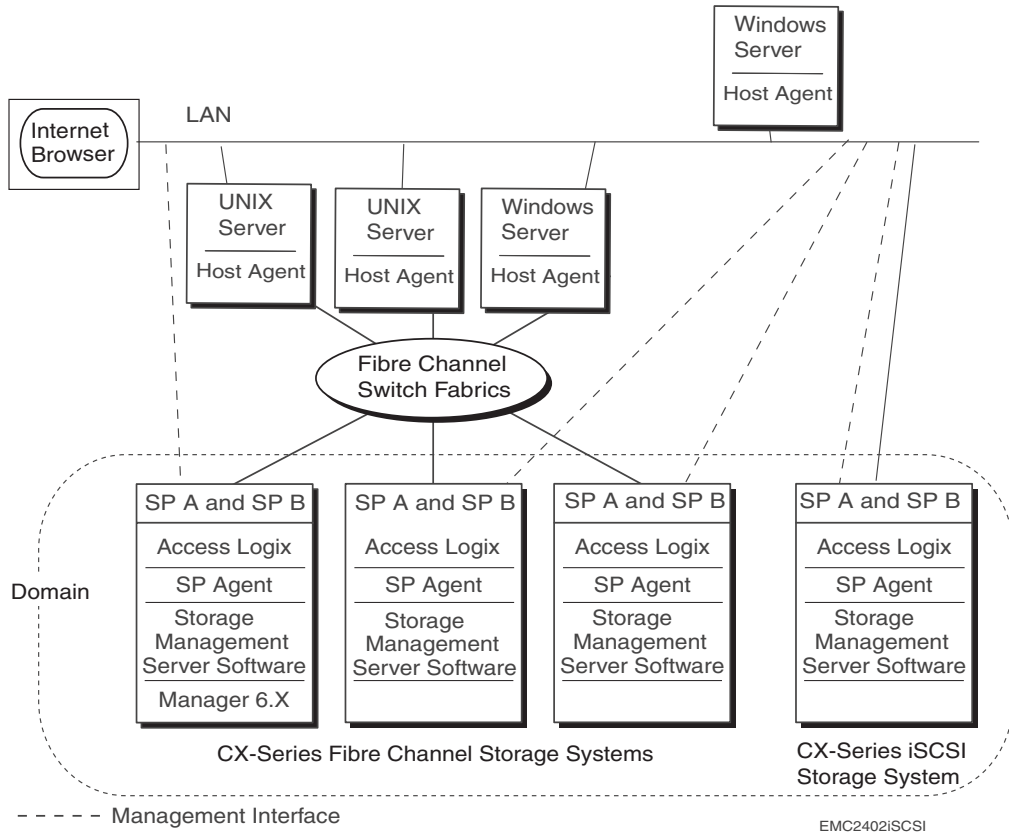 Windows
Server
Host Agent
LAN
Internet
Browser
UNIX
Server
Host Agent
UNIX
Server
Host Agent
Windows
Server
Host Agent
Fibre Channel
Switch Fabrics
SP A and SP B
Access Logix
SP Agent
Storage
Management
Server Software
Manager 6.X
SP A and SP B
Access Logix
SP Agent
Storage
Management
Server Software
SP A and SP B
Access Logix
SP Agent
Storage
Management
Server Software
SP A and SP B
Access Logix
SP Agent
Storage
Management
Server Software
Domain
CX-Series Fibre Channel Storage Systems
CX-Series iSCSI
Storage System
Management Interface
EMC2402iSCSI